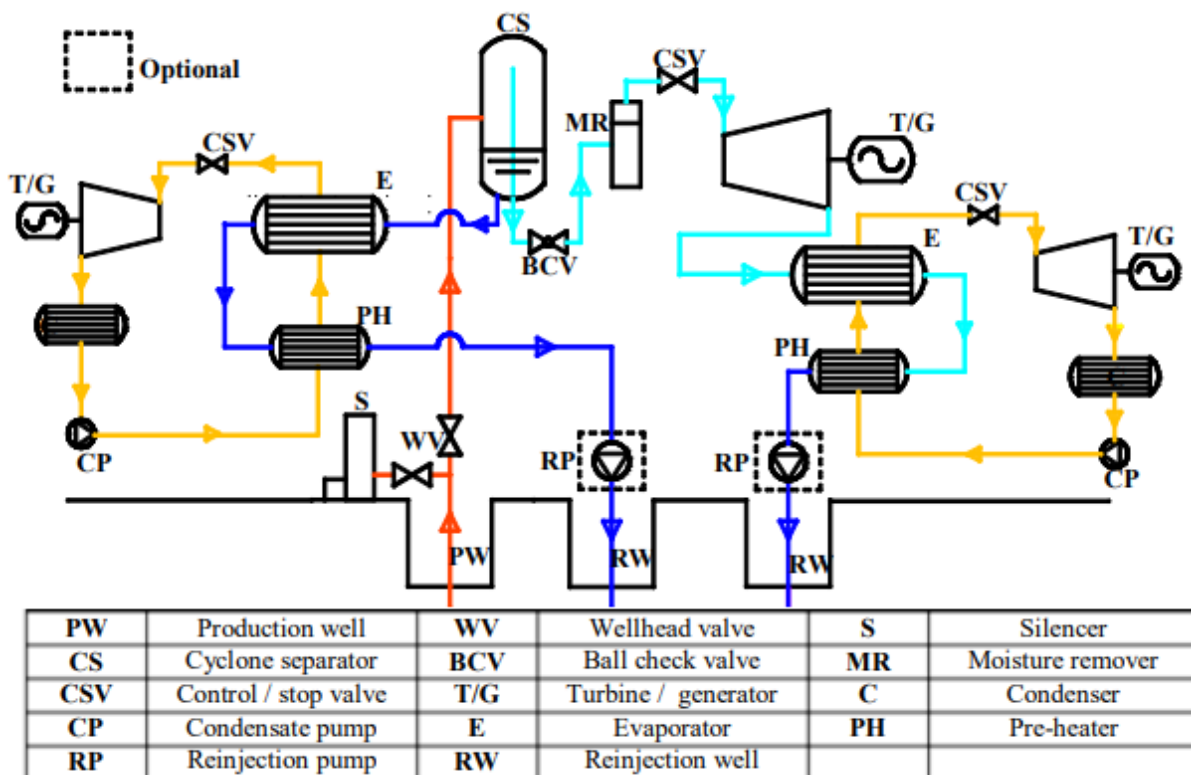 CS
Optional
CSV
MR
T/G
CSV
E
T/G
CSV
BCV
E
T/G
PH
PH
C
S
WV
RP
RP
CP
CP
PW
RW
RW
PW Production well WV Wellhead valve S Silencer
CS Cyclone separator BCV Ball check valve MR Moisture remover
CSV Control / stop valve T/G Turbine / generator C Condenser
CP Condensate pump E Evaporator PH Pre-heater
RP Reinjection pump RW Reinjection well